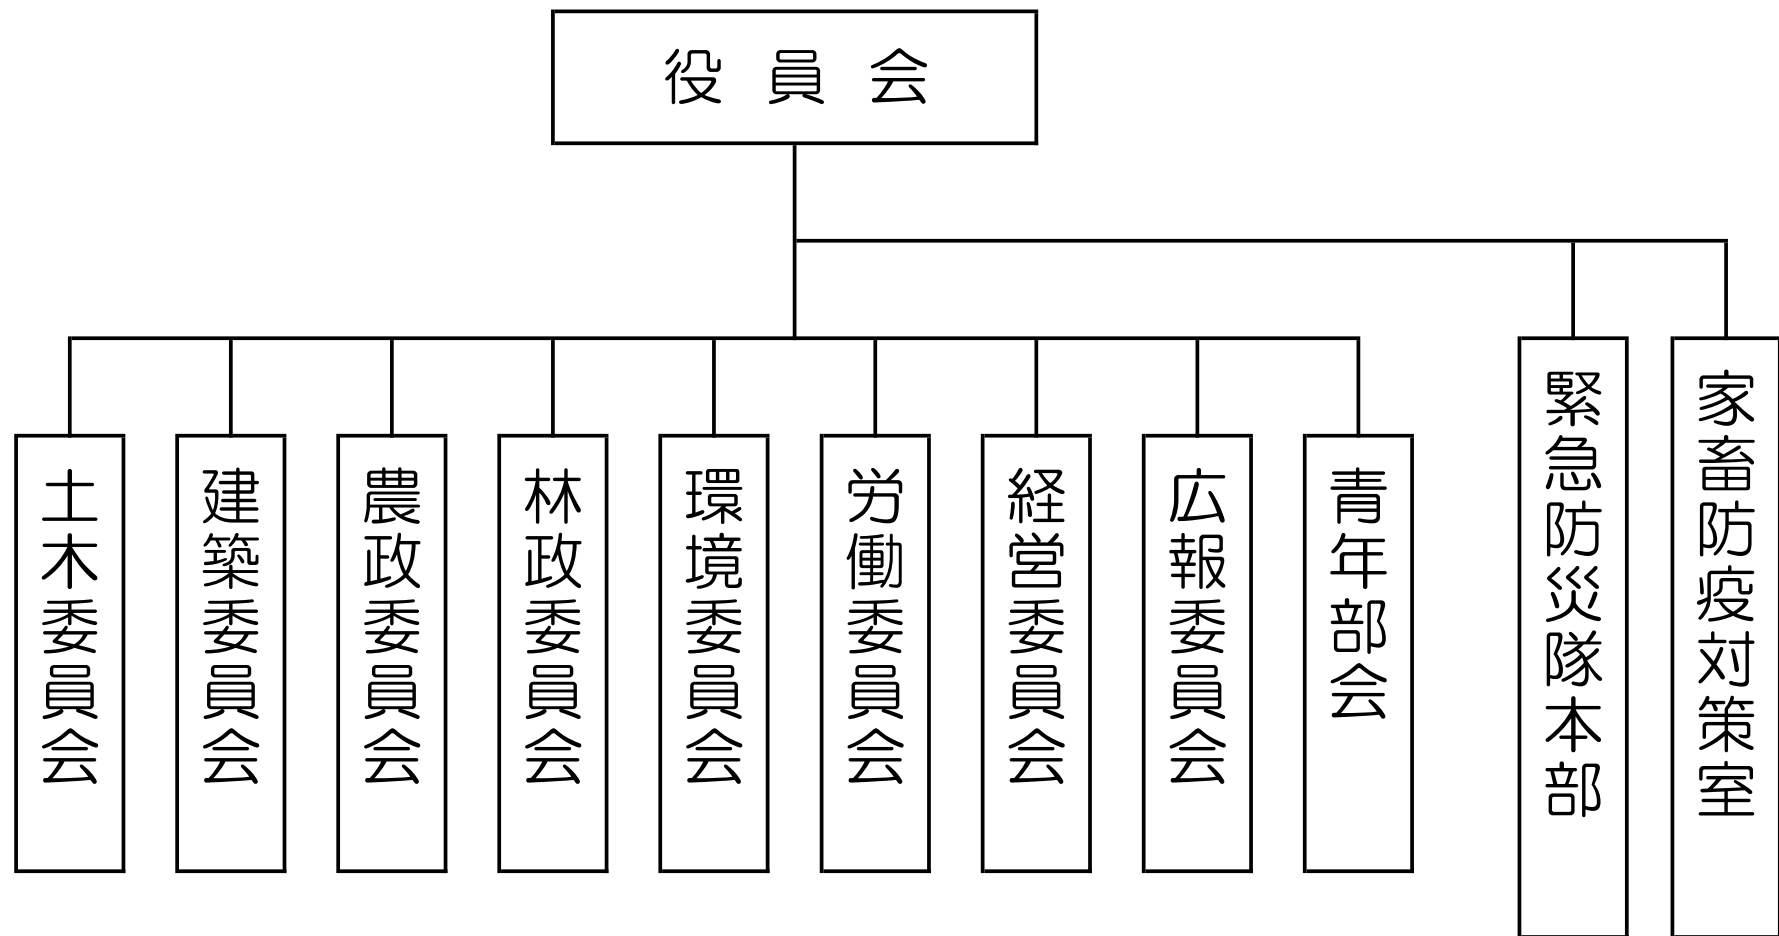 役員会
土木委員会
建築委員会
農政委員会
林政委員会
環境委員会
労働委員会
経営委員会
広報委員会
青年部会
緊急防災隊本部
家畜防疫対策室